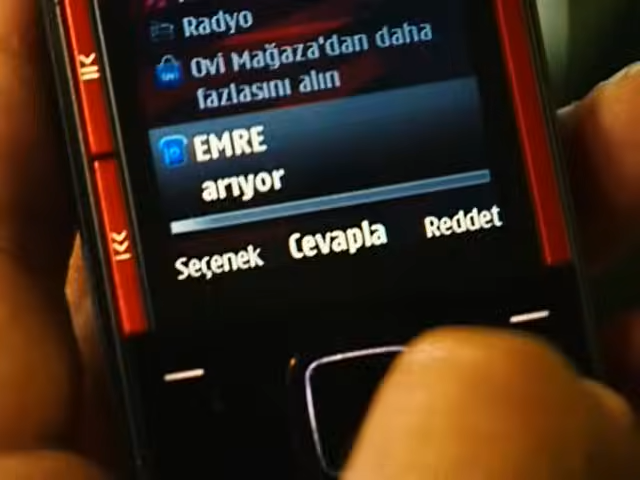 Radyo
Ovi Mağaza'dan daha
fazlasını alın
EMRE
arıyor
Seçenek Cevapla Reddet